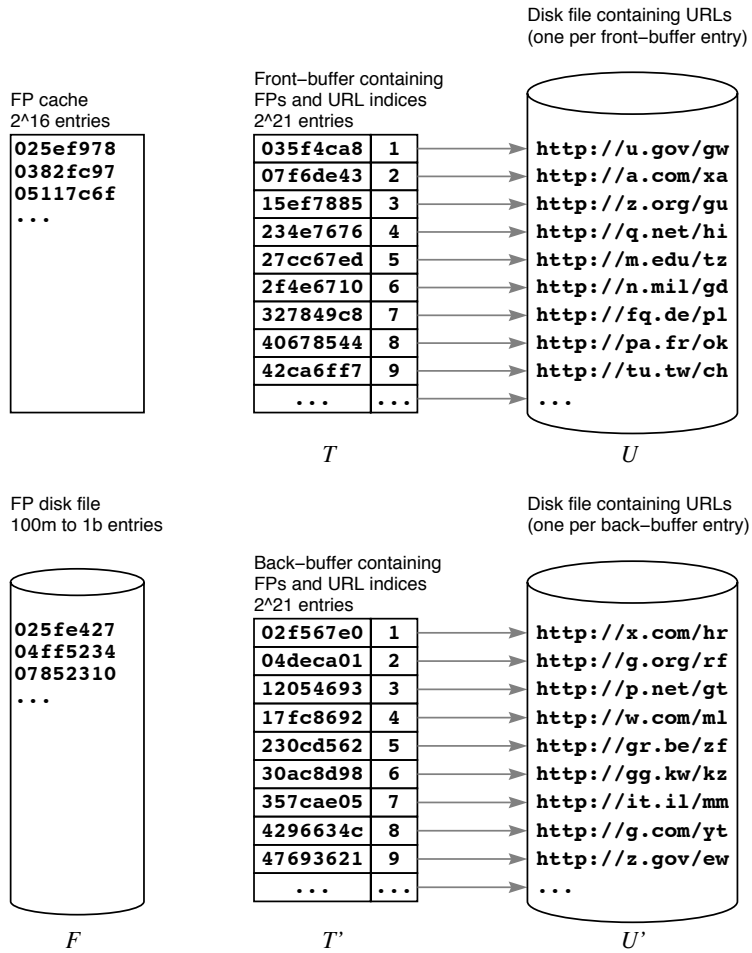 Disk file containing URLs
(one per front−buffer entry)
FP cache
2^16 entries
025ef978
0382fc97
05117c6f
...
Front−buffer containing
FPs and URL indices
2^21 entries
035f4ca8 1
07f6de43 2
15ef7885 3
234e7676 4
27cc67ed 5
2f4e6710 6
327849c8 7
40678544 8
42ca6ff7 9
... ...
T
http://u.gov/gw
http://a.com/xa
http://z.org/gu
http://q.net/hi
http://m.edu/tz
http://n.mil/gd
http://fq.de/pl
http://pa.fr/ok
http://tu.tw/ch
...
U
FP disk file
100m to 1b entries
025fe427
04ff5234
07852310
...
F
Back−buffer containing
FPs and URL indices
2^21 entries
02f567e0 1
04deca01 2
12054693 3
17fc8692 4
230cd562 5
30ac8d98 6
357cae05 7
4296634c 8
47693621 9
... ...
T’
Disk file containing URLs
(one per back−buffer entry)
http://x.com/hr
http://g.org/rf
http://p.net/gt
http://w.com/ml
http://gr.be/zf
http://gg.kw/kz
http://it.il/mm
http://g.com/yt
http://z.gov/ew
...
U’